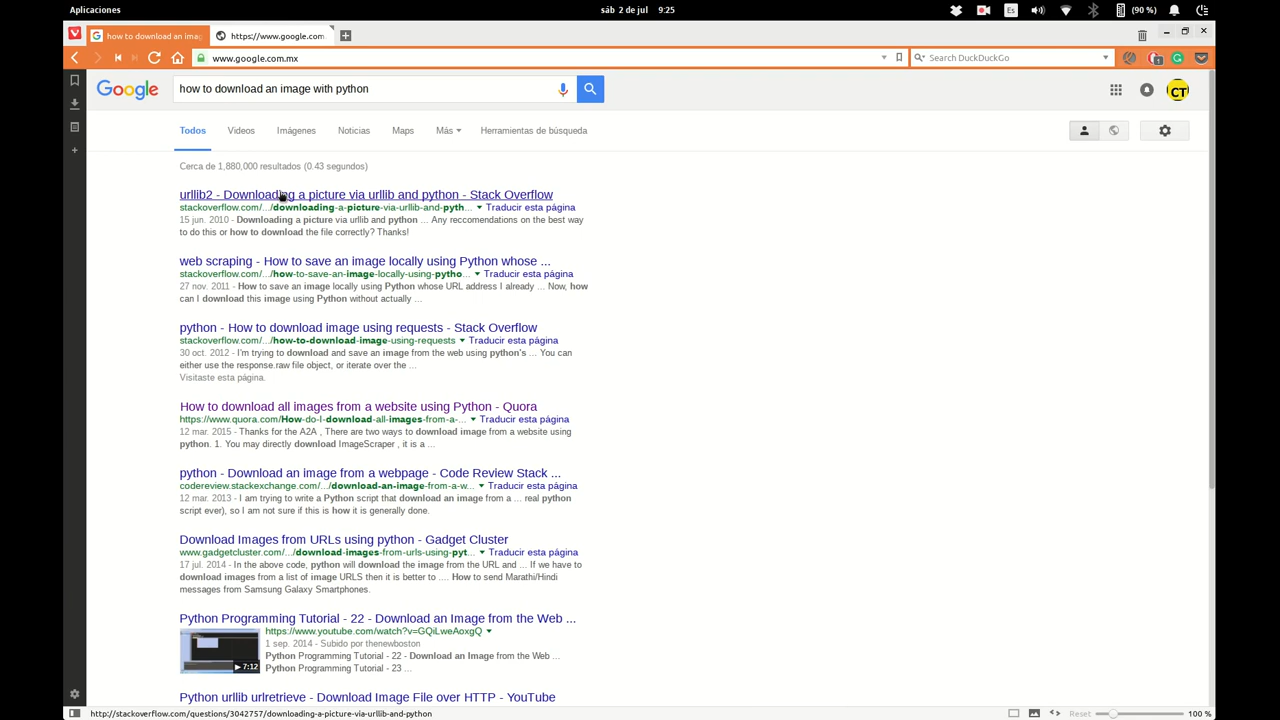 Aplicaciones
sáb 2 de jul 9:25
Es
(90 %)
how to download an imag
https://www.google.com
www.google.com.mx
Search DuckDuckGo
1
Google
how to download an image with python
CT
Todos
Videos
Imágenes
Noticias
Maps
Más
Herramientas de búsqueda
Cerca de 1,880,000 resultados (0.43 segundos)
urllib2 - Downloading a picture via urllib and python - Stack Overflow
stackoverflow.com/.../downloading-a-picture-via-urllib-and-pyth... Traducir esta página
15 jun. 2010 - Downloading a picture via urllib and python ... Any reccomendations on the best way
to do this or how to download the file correctly? Thanks!
web scraping - How to save an image locally using Python whose ...
stackoverflow.com/.../how-to-save-an-image-locally-using-pytho... Traducir esta página
27 nov. 2011 - How to save an image locally using Python whose URL address I already ... Now, how
can I download this image using Python without actually ...
python - How to download image using requests - Stack Overflow
stackoverflow.com/.../how-to-download-image-using-requests Traducir esta página
30 oct. 2012 - I'm trying to download and save an image from the web using python's ... You can
either use the response.raw file object, or iterate over the ...
Visitaste esta página.
How to download all images from a website using Python - Quora
https://www.quora.com/How-do-I-download-all-images-from-a-... Traducir esta página
12 mar. 2015 - Thanks for the A2A , There are two ways to download image from a website using
python. 1. You may directly download ImageScraper , it is a ...
python - Download an image from a webpage - Code Review Stack ...
codereview.stackexchange.com/.../download-an-image-from-a-w... Traducir esta página
12 mar. 2013 - I am trying to write a Python script that download an image from a ... real python
script ever), so I am not sure if this is how it is generally done.
Download Images from URLs using python - Gadget Cluster
www.gadgetcluster.com/.../download-images-from-urls-using-pyt... Traducir esta página
17 jul. 2014 - In the above code, python will download the image from the URL and ... If we have to
download images from a list of image URLS then it is better to .... How to send Marathi/Hindi
messages from Samsung Galaxy Smartphones.
Python Programming Tutorial - 22 - Download an Image from the Web ...
https://www.youtube.com/watch?v=GQiLweAoxgQ
1 sep. 2014 - Subido por thenewboston
Python Programming Tutorial - 22 - Download an Image from the Web ...
7:12
Python Programming Tutorial - 23 ...
Python urllib urlretrieve - Download Image File over HTTP - YouTube
http://stackoverflow.com/questions/3042757/downloading-a-picture-via-urllib-and-python
Reset
100 %